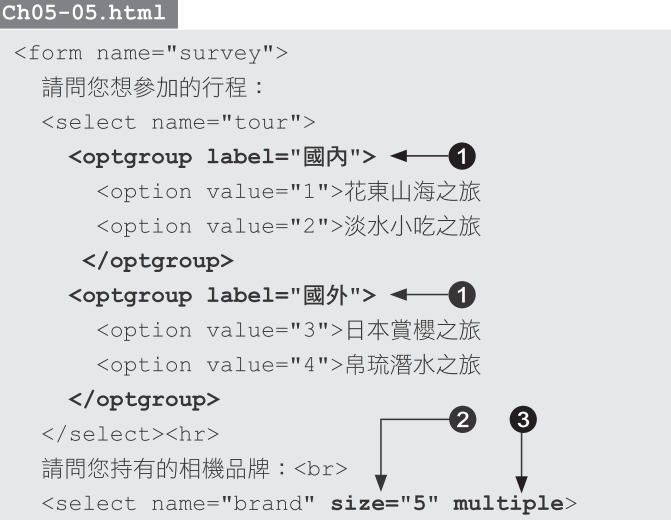 Ch05-05.html
<form name="survey">
請問您想參加的行程：
<select name="tour">
<optgroup label="國內"> 1
<option value="1">花東山海之旅
<option value="2">淡水小吃之旅
</optgroup>
<optgroup label="國外"> 1
<option value="3">日本賞櫻之旅
<option value="4">帛琉潛水之旅
</optgroup>
2 3
</select><hr>
請問您持有的相機品牌：<br>
<select name="brand" size="5" multiple>